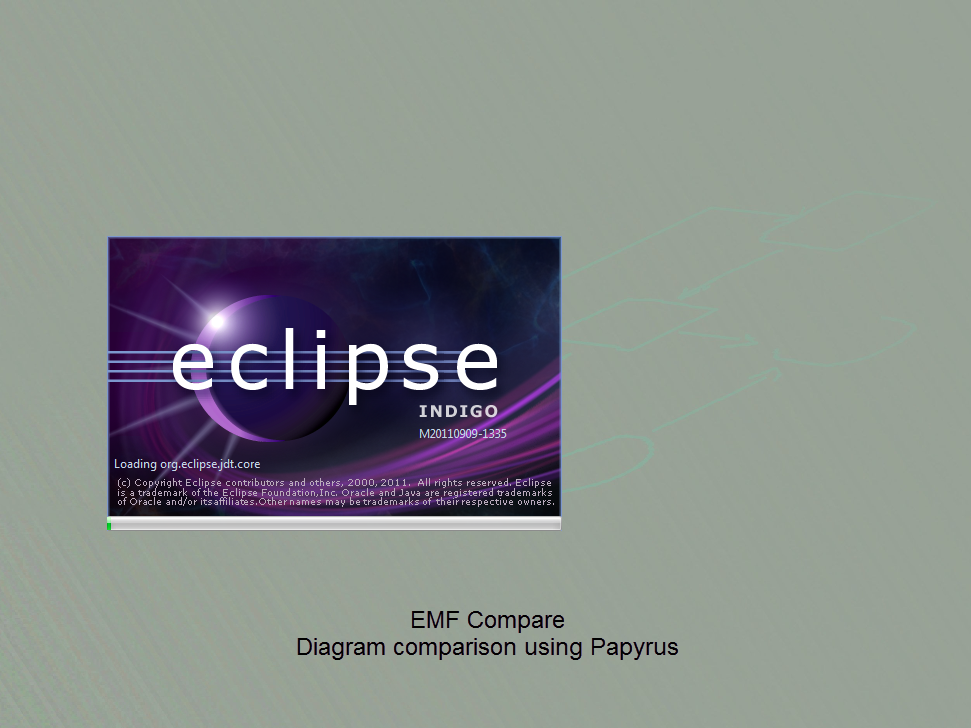 eclipse
INDIGO
M20110909-1335
Loading org.eclipse.jdt.core
(c) Copyright Eclipse contributors and others, 2000, 2011. All rights reserved. Eclipse
is a trademark of the Eclipse Foundation,Inc. Oracle and Java are registered trademarks
of Oracle and/or itsaffiliates.Other names may be trademarks of their respective owners.
EMF Compare
Diagram comparison using Papyrus